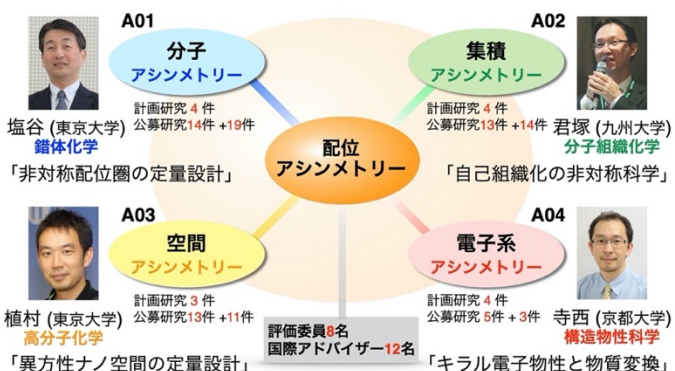 A01
分子
アシンメトリー
計画研究 4 件
公募研究14件 +19件
塩谷 (東京大学)
錯体化学
「非対称配位圏の定量設計」
A02
集積
アシンメトリー
計画研究 4 件
公募研究13件 +14件
君塚 (九州大学)
分子組織化学
「自己組織化の非対称科学」
配位
アシンメトリー
A03
空間
アシンメトリー
計画研究 3 件
公募研究13件 +11件
植村 (東京大学)
高分子化学
「異方性ナノ空間の定量設計」
A04
電子系
アシンメトリー
計画研究 4 件
公募研究 5件 + 3件
寺西 (京都大学)
構造物性科学
「キラル電子物性と物質変換」
評価委員8名
国際アドバイザー12名